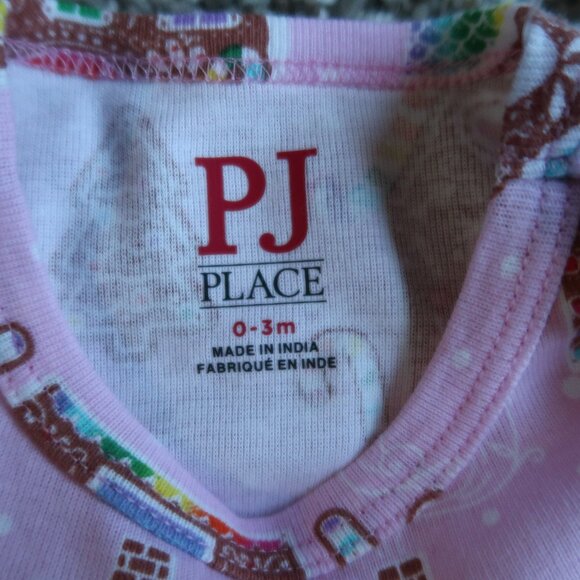 PJ
PLACE
0-3m
MADE IN INDIA
FABRIQUÉ EN INDE